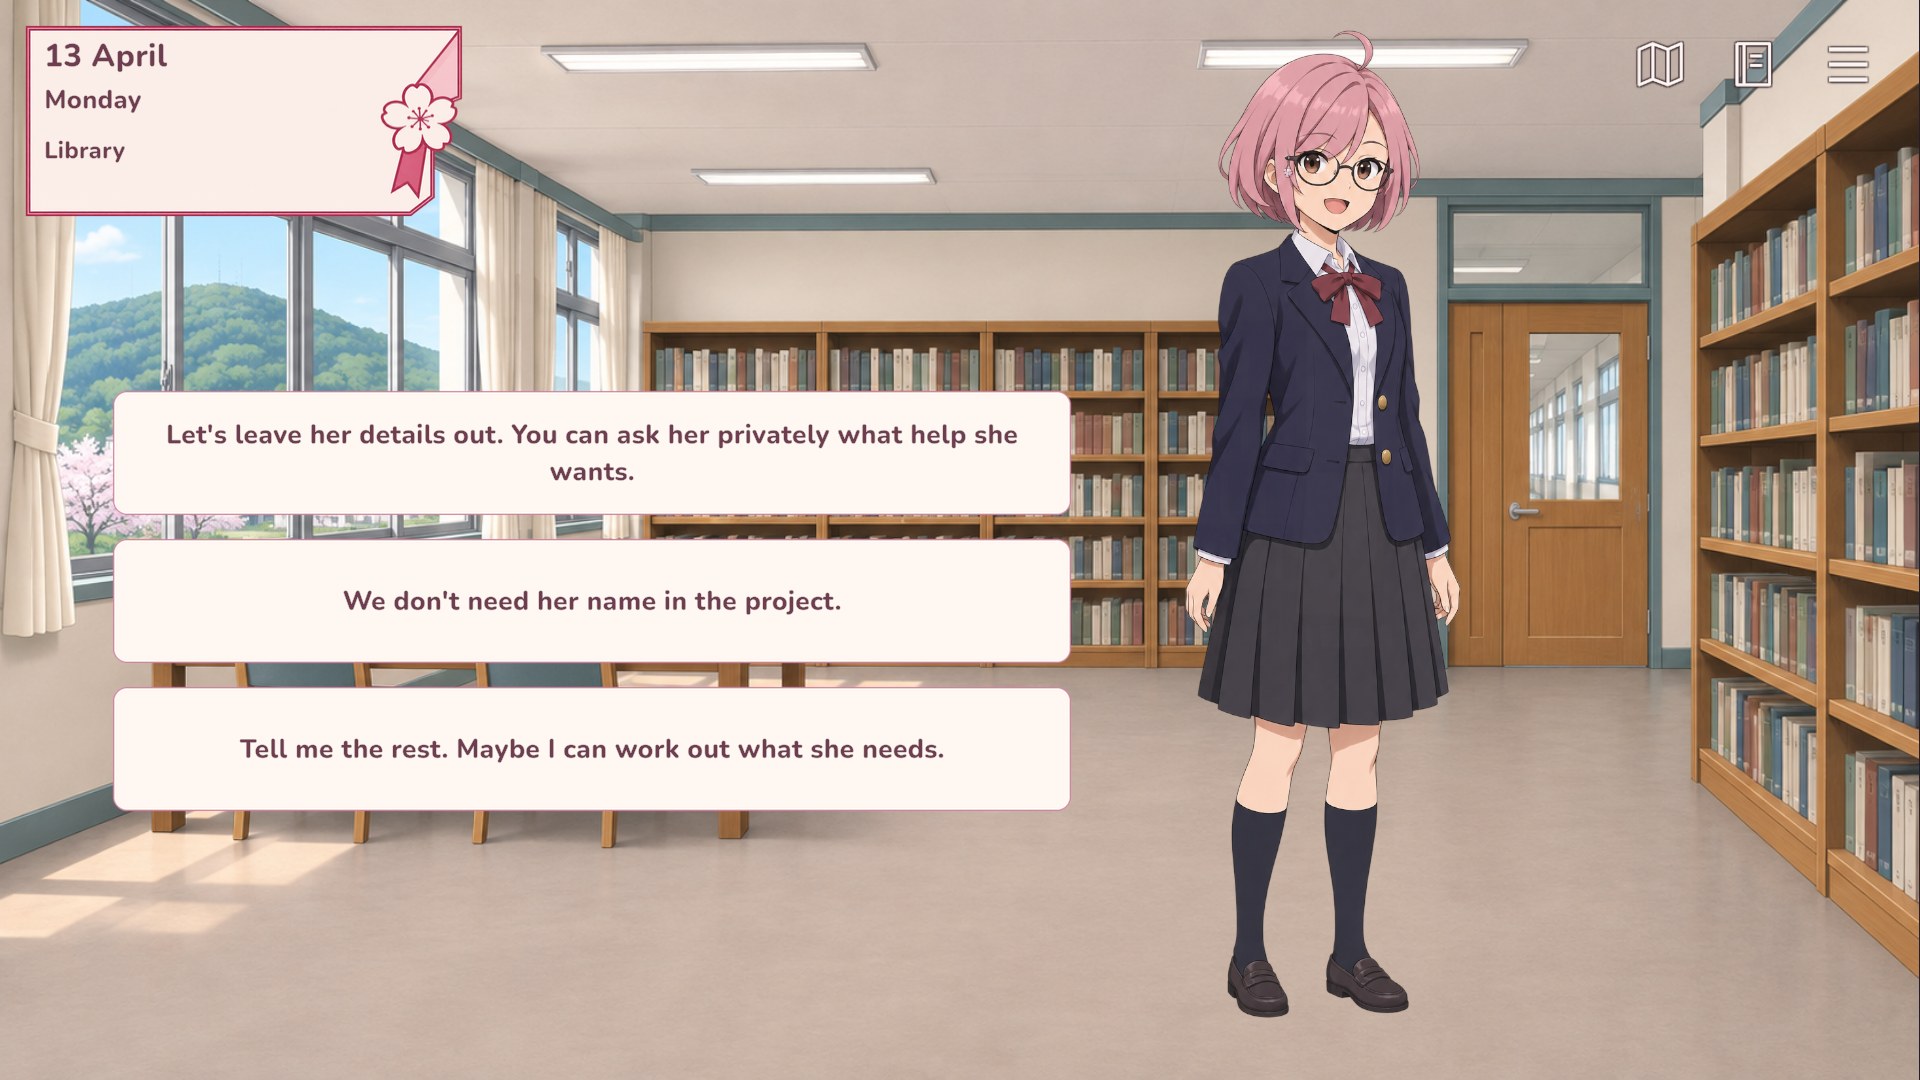 13 April
Monday
Library
Let's leave her details out. You can ask her privately what help she
wants.
We don't need her name in the project.
Tell me the rest. Maybe I can work out what she needs.